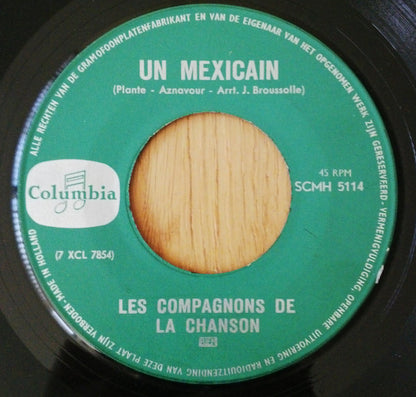 ALLE RECHTEN VAN DE GRAMOFOONPLATENFABRIKANT EN VAN DE EIGENAAR VAN HET OPGENOMEN WERK ZIJN GERESERVEERD-VERMENIGVULDIGING, OPENBARE UITVOERING EN RADIOUITZENDING VAN DEZE PLAAT ZIJN VERBODEN-MADE IN HOLLAND
UN MEXICAIN
(Plante - Aznavour - Arrt. J. Broussolle)
45 RPM
SCMH 5114
Columbia
(7 XCL 7854)
LES COMPAGNONS DE
LA CHANSON